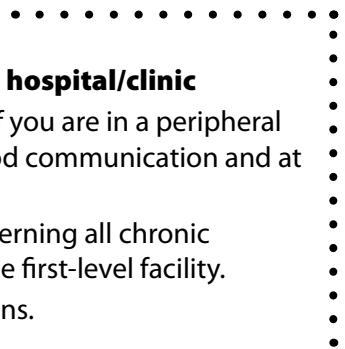 hospital/clinic
f you are in a peripheral
od communication and at
erning all chronic
e first-level facility.
ns.